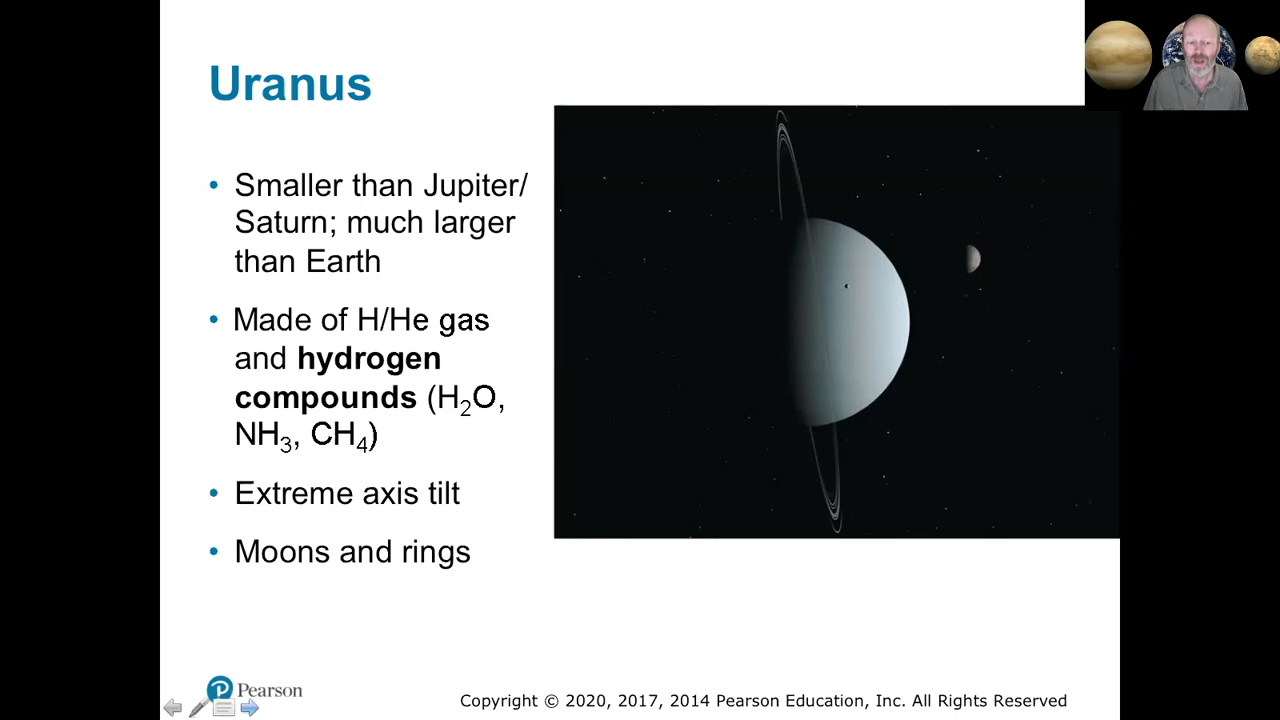 Uranus
• Smaller than Jupiter/
Saturn; much larger
than Earth
• Made of H/He gas
and hydrogen
compounds (H₂O,
NH₃, CH₄)
• Extreme axis tilt
• Moons and rings
Pearson
Copyright © 2020, 2017, 2014 Pearson Education, Inc. All Rights Reserved